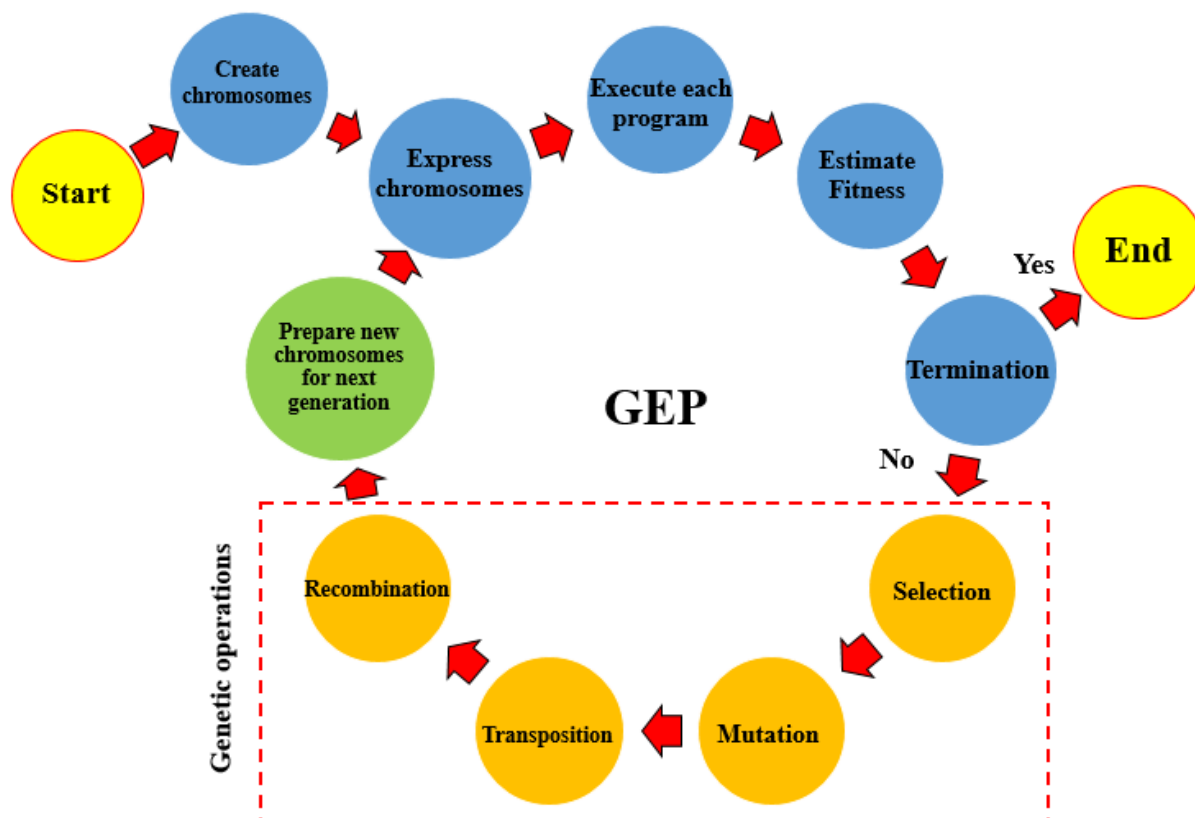 Start
Create
chromosomes
Express
chromosomes
Execute each
program
Estimate
Fitness
Termination
Yes
End
No
Selection
Mutation
Transposition
Recombination
Genetic operations
Prepare new
chromosomes
for next
generation
GEP